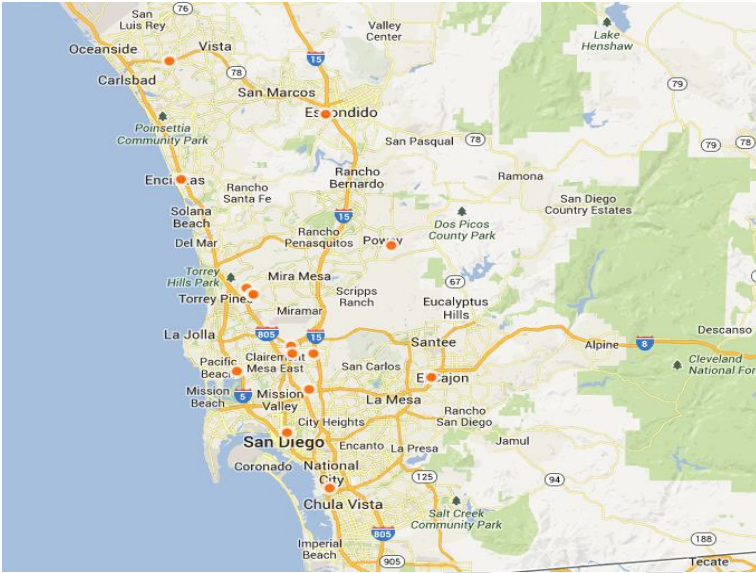 San
Luis Rey
76
Valley
Center
Lake
Henshaw
Oceanside
Vista
15
Carlsbad
78
79
San Marcos
Escondido
Poinsettia
Community Park
San Pasqual
78
79
79
Rancho
Bernardo
Ramona
Encinitas
Rancho
Santa Fe
San Diego
Country Estates
Solana
Beach
15
Dos Picos
County Park
Del Mar
Rancho
Penasquitos
Poway
Torrey
Hills Park
Mira Mesa
67
Torrey Pines
Scripps
Ranch
Eucalyptus
Hills
Miramar
La Jolla
805
15
Santee
Alpine
8
Descanso
Pacific
Beach
Clairemont
Mesa East
San Carlos
El Cajon
Cleveland
National For
Mission
Beach
5
Mission
Valley
La Mesa
Rancho
San Diego
City Heights
San Diego
Encanto
La Presa
Jamul
Coronado
National
City
125
94
Chula Vista
Salt Creek
Community Park
805
188
Imperial
Beach
905
Tecate